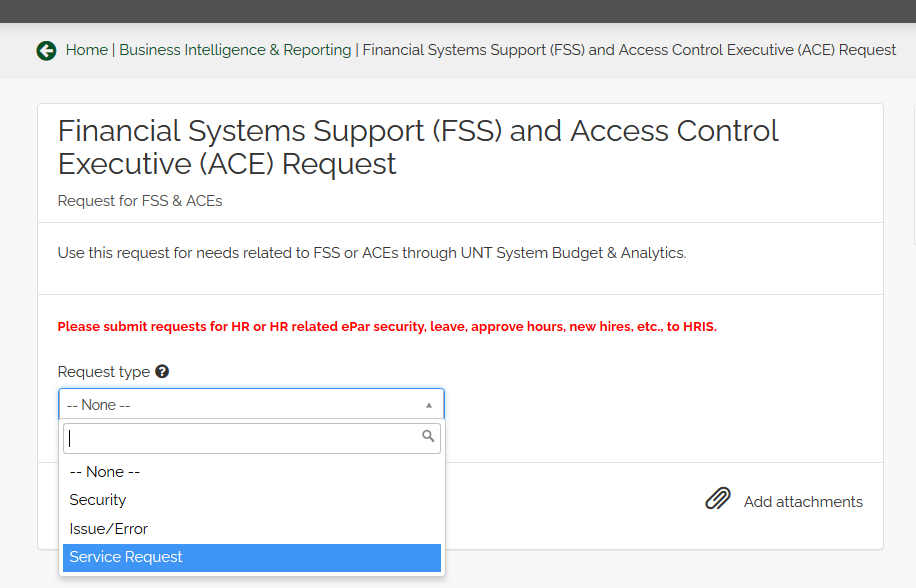 Home | Business Intelligence & Reporting | Financial Systems Support (FSS) and Access Control Executive (ACE) Request
Financial Systems Support (FSS) and Access Control
Executive (ACE) Request
Request for FSS & ACEs
Use this request for needs related to FSS or ACEs through UNT System Budget & Analytics.
Please submit requests for HR or HR related ePar security, leave, approve hours, new hires, etc., to HRIS.
Request type
-- None --
-- None --
Security
Issue/Error
Service Request
Add attachments